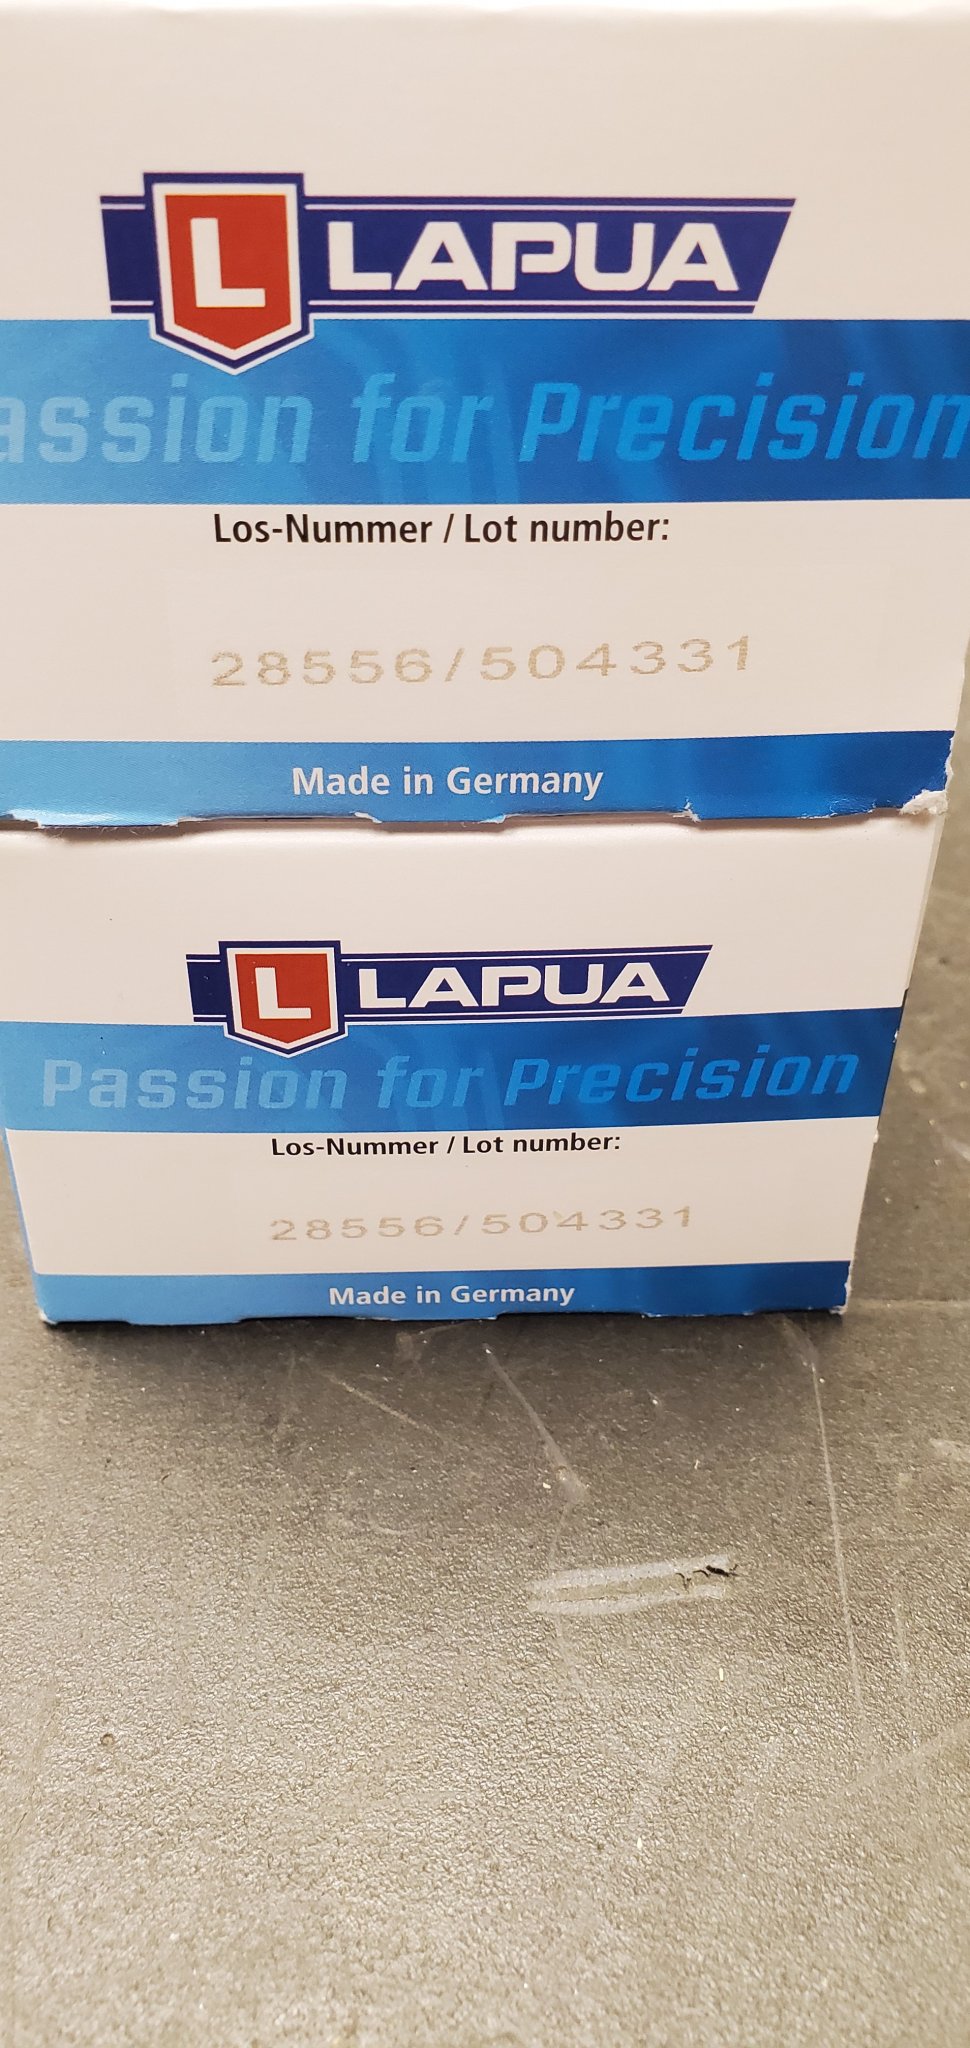 L LAPUA
assion for Precision
Los-Nummer / Lot number:
28556/504331
Made in Germany
L LAPUA
Passion for Precision
Los-Nummer / Lot number:
28556/504331
Made in Germany